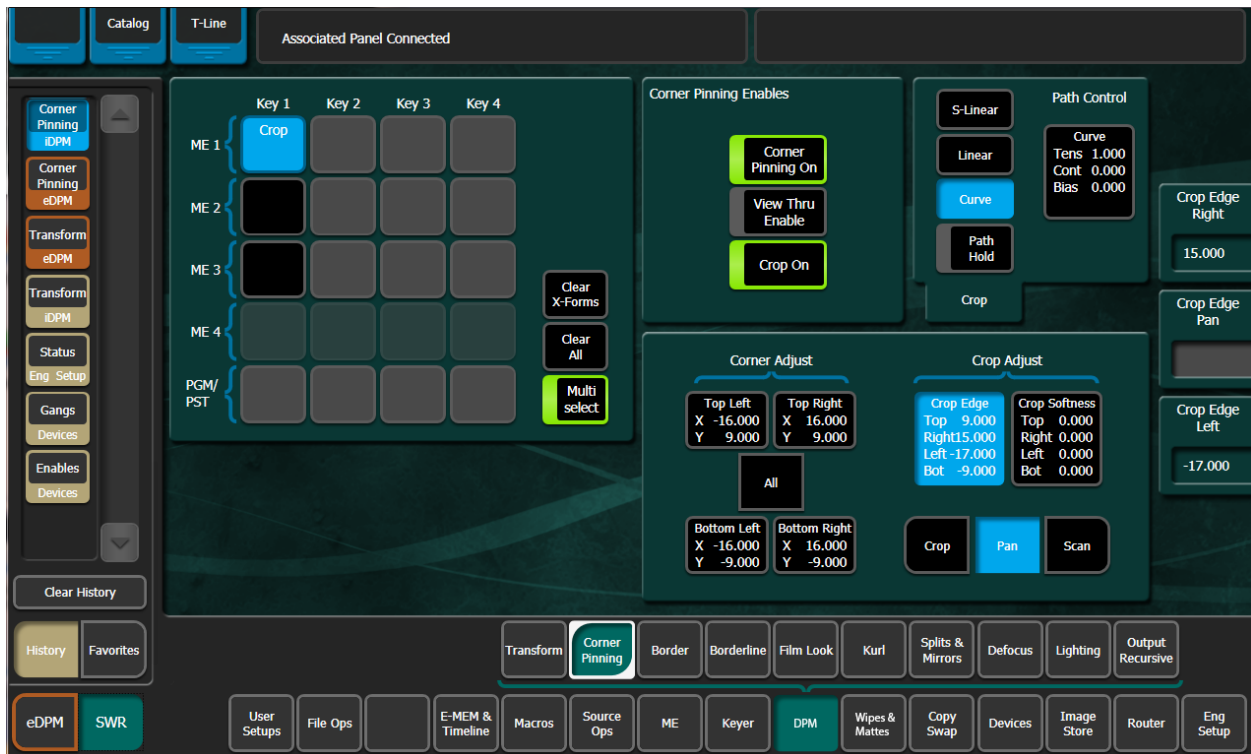 Catalog
T-Line
Associated Panel Connected
Corner
Pinning
iDPM
Corner
Pinning
eDPM
Transform
eDPM
Transform
iDPM
Status
Eng Setup
Gangs
Devices
Enables
Devices
Clear History
History
Favorites
eDPM
SWR
Key 1
Key 2
Key 3
Key 4
ME 1
Crop
ME 2
ME 3
ME 4
PGM/
PST
Clear
X-Forms
Clear
All
Multi
select
Corner Pinning Enables
Corner
Pinning On
View Thru
Enable
Crop On
S-Linear
Linear
Curve
Path
Hold
Path Control
Curve
Tens 1.000
Cont 0.000
Bias 0.000
Crop
Corner Adjust
Top Left
X -16.000
Y 9.000
Top Right
X 16.000
Y 9.000
All
Bottom Left
X -16.000
Y -9.000
Bottom Right
X 16.000
Y -9.000
Crop Adjust
Crop Edge
Top 9.000
Right15.000
Left -17.000
Bot -9.000
Crop Softness
Top 0.000
Right 0.000
Left 0.000
Bot 0.000
Crop
Pan
Scan
Crop Edge
Right
15.000
Crop Edge
Pan
Crop Edge
Left
-17.000
Transform
Corner
Pinning
Border
Borderline
Film Look
Kurl
Splits &
Mirrors
Defocus
Lighting
Output
Recursive
User
Setups
File Ops
E-MEM &
Timeline
Macros
Source
Ops
ME
Keyer
DPM
Wipes &
Mattes
Copy
Swap
Devices
Image
Store
Router
Eng
Setup